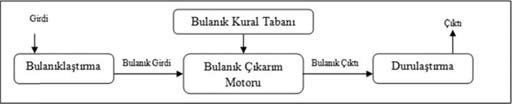 Girdi
Bulanık Kural Tabanı
Çıktı
Bulanıklaştırma
Bulanık Girdi
Bulanık Çıkarım
Motoru
Bulanık Çıktı
Durulaştırma